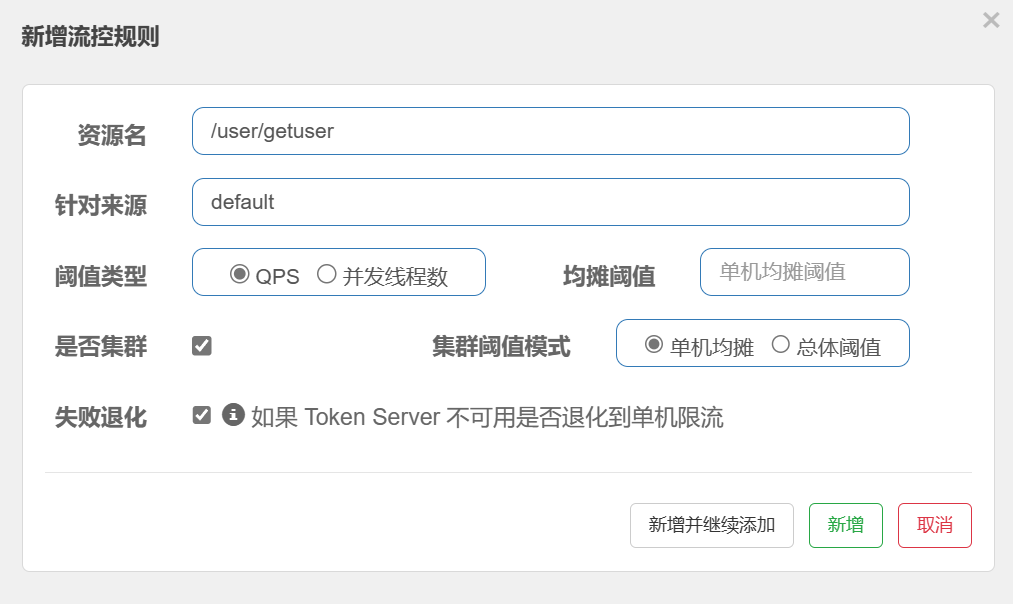 新增流控规则
×
资源名 /user/getuser
针对来源 default
阈值类型 QPS 并发线程数 均摊阈值 单机均摊阈值
是否集群 集群阈值模式 单机均摊 总体阈值
失败退化 如果 Token Server 不可用是否退化到单机限流
新增并继续添加 新增 取消